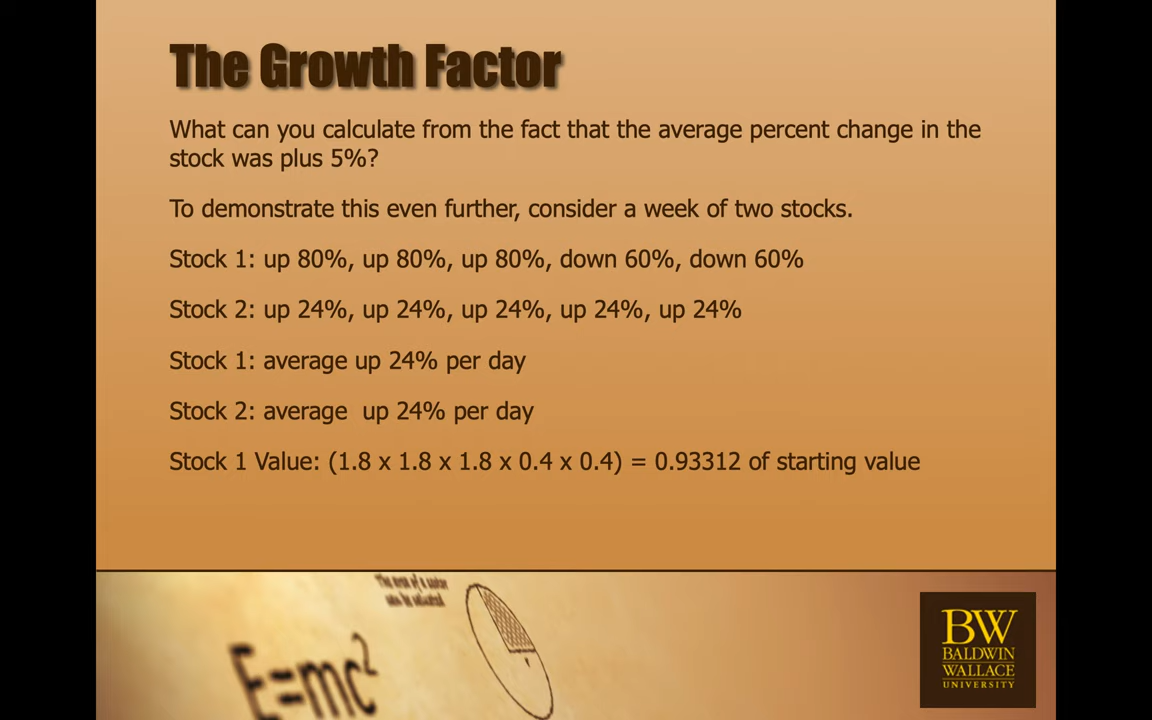 The Growth Factor
What can you calculate from the fact that the average percent change in the
stock was plus 5%?
To demonstrate this even further, consider a week of two stocks.
Stock 1: up 80%, up 80%, up 80%, down 60%, down 60%
Stock 2: up 24%, up 24%, up 24%, up 24%, up 24%
Stock 1: average up 24% per day
Stock 2: average  up 24% per day
Stock 1 Value: (1.8 x 1.8 x 1.8 x 0.4 x 0.4) = 0.93312 of starting value
E=mc²
BW
BALDWIN
WALLACE
UNIVERSITY